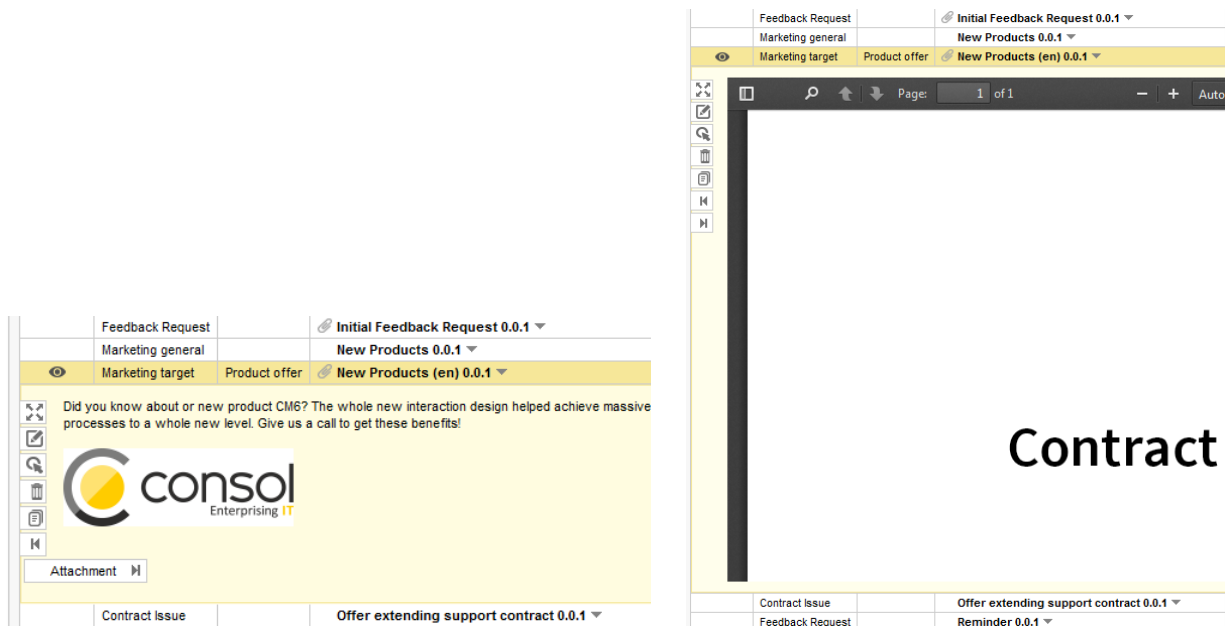 Feedback Request Initial Feedback Request 0.0.1
Marketing general New Products 0.0.1
Marketing target Product offer New Products (en) 0.0.1
Did you know about or new product CM6? The whole new interaction design helped achieve massive
processes to a whole new level. Give us a call to get these benefits!
consol
Enterprising IT
Attachment
Contract Issue Offer extending support contract 0.0.1
Feedback Request Initial Feedback Request 0.0.1
Marketing general New Products 0.0.1
Marketing target Product offer New Products (en) 0.0.1
Page: 1 of 1 Auto
Contract
Contract Issue Offer extending support contract 0.0.1
Feedback Request Reminder 0.0.1